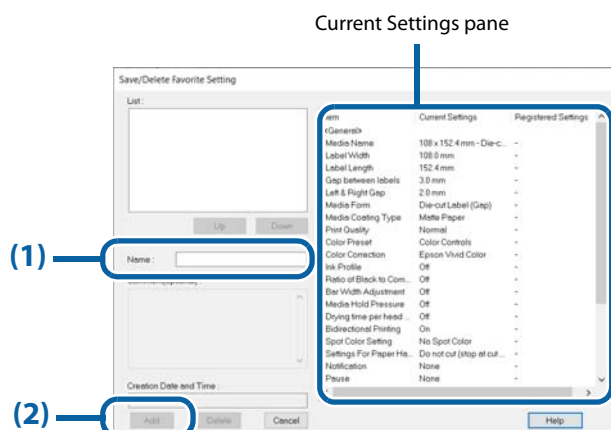 Current Settings pane
Save/Delete Favorite Setting
List :
Up Down
(1)
Name :
Creation Date and Time :
(2)
Add Delete Cancel
Current Settings Registered Settings
<General>
Media Name 108 x 152.4 mm - Die-c... -
Label Width 108.0 mm -
Label Length 152.4 mm -
Gap between labels 3.0 mm -
Left & Right Gap 2.0 mm -
Media Form Die-cut Label (Gap) -
Media Coating Type Matte Paper -
Print Quality Normal -
Color Preset Color Controls -
Color Correction Epson Vivid Color -
Ink Profile Off -
Ratio of Black to Com... Off -
Bar Width Adjustment Off -
Media Hold Pressure Off -
Drying time per head ... Off -
Bidirectional Printing On -
Spot Color Setting No Spot Color -
Settings For Paper Ha... Do not cut (stop at cut ... -
Notification None -
Pause None -
Help